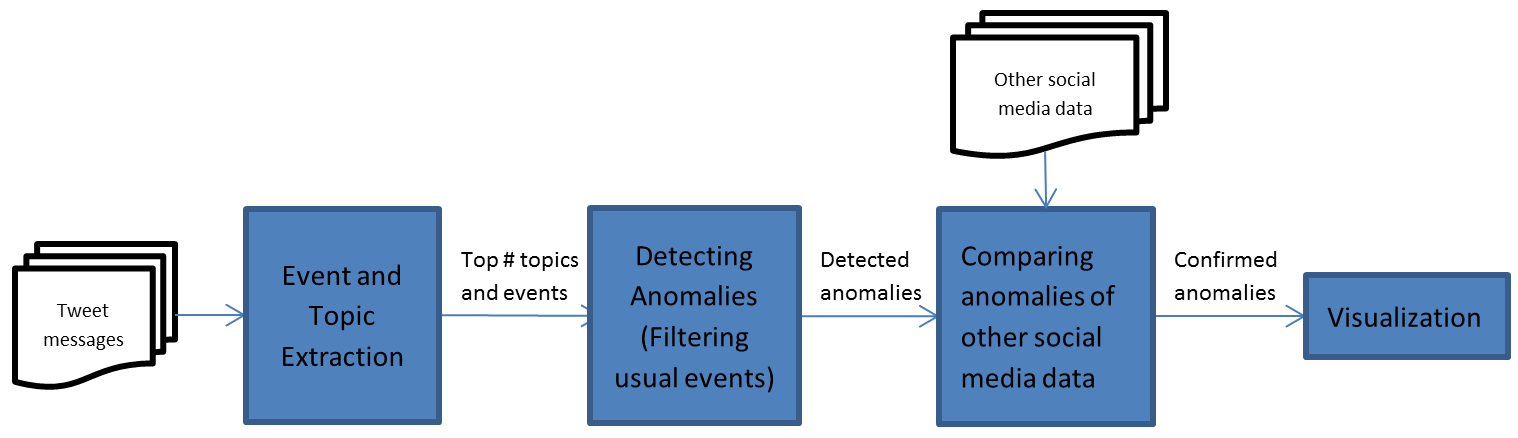 Other social
media data
Tweet
messages
Event and
Topic
Extraction
Top # topics
and events
Detecting
Anomalies
(Filtering
usual events)
Detected
anomalies
Comparing
anomalies of
other social
media data
Confirmed
anomalies
Visualization